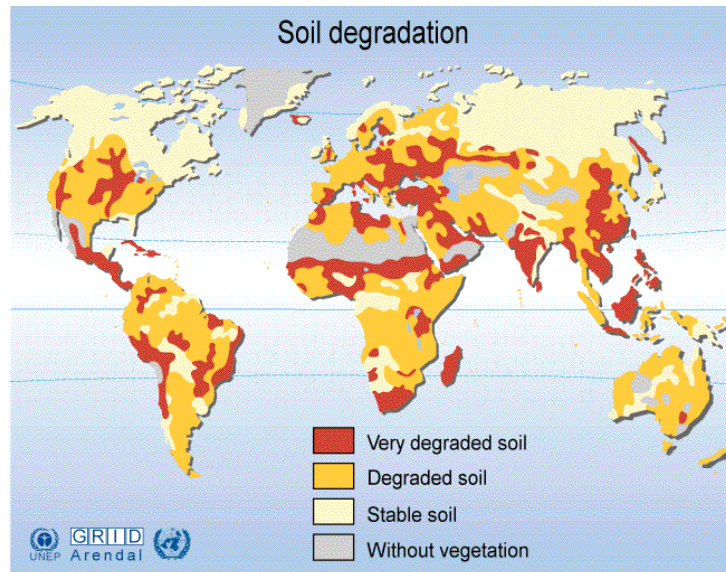 Soil degradation
Very degraded soil
Degraded soil
Stable soil
Without vegetation
UNEP
GRID
Arendal